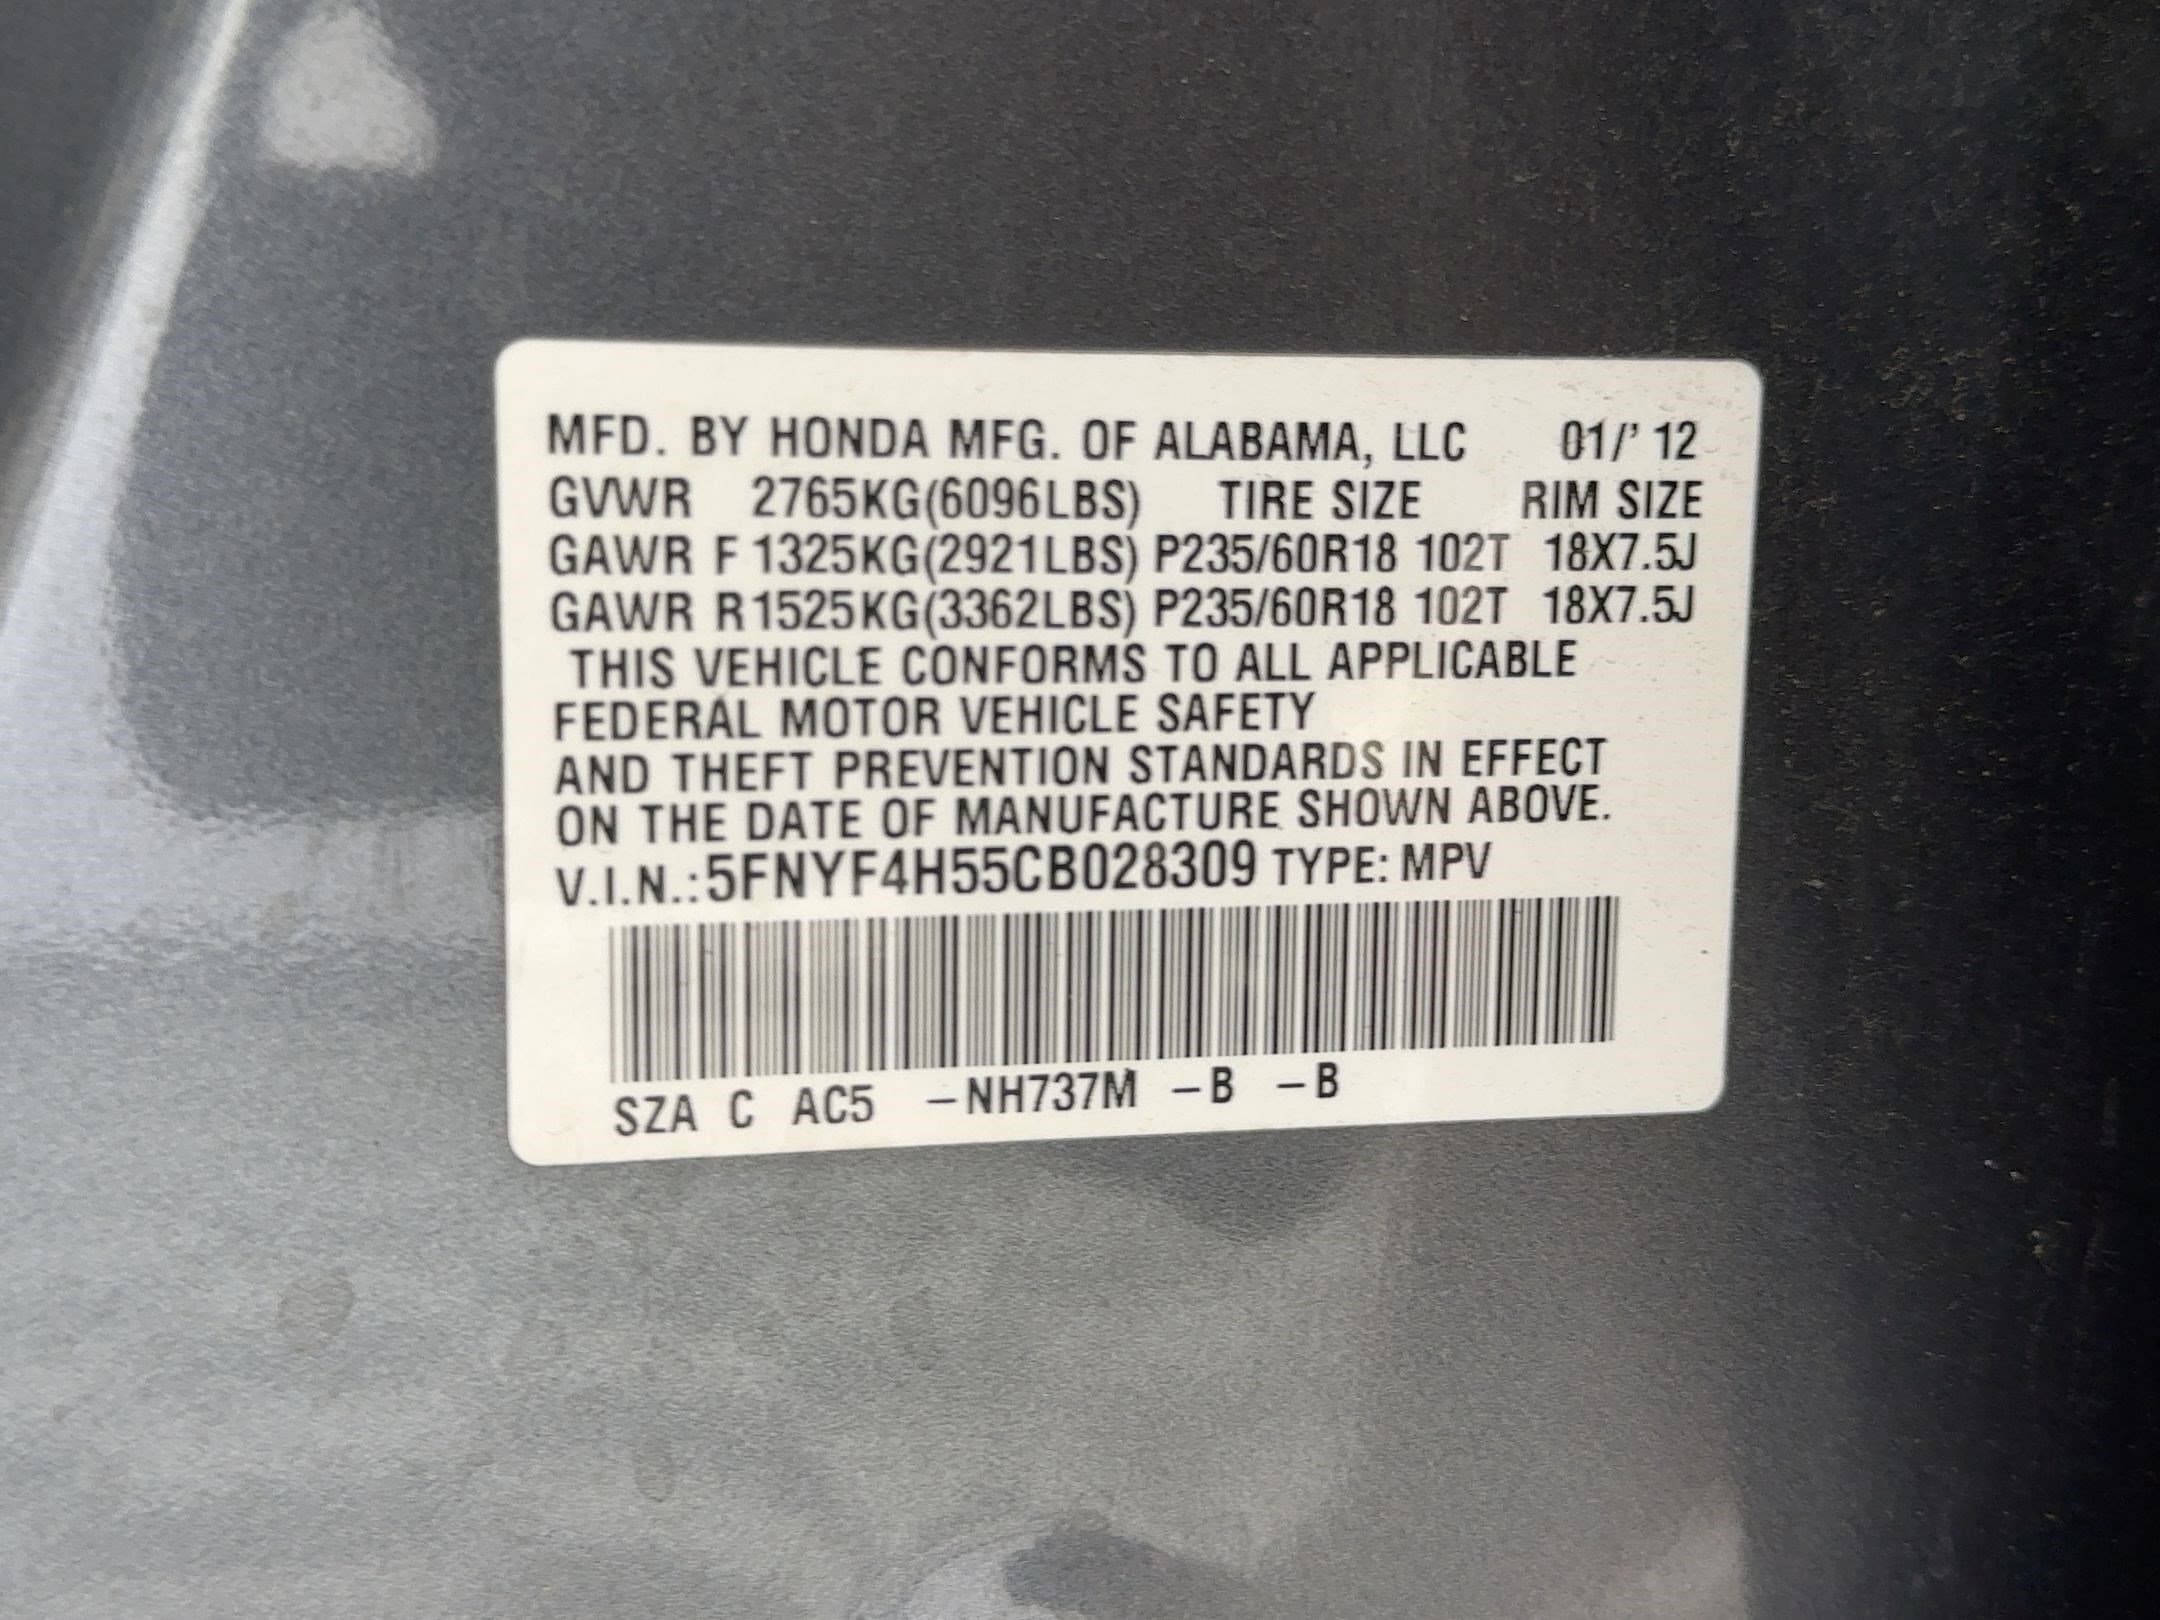 MFD. BY HONDA MFG. OF ALABAMA, LLC 01/' 12
GVWR 2765KG(6096LBS) TIRE SIZE RIM SIZE
GAWR F 1325KG(2921LBS) P235/60R18 102T 18X7.5J
GAWR R 1525KG(3362LBS) P235/60R18 102T 18X7.5J
THIS VEHICLE CONFORMS TO ALL APPLICABLE
FEDERAL MOTOR VEHICLE SAFETY
AND THEFT PREVENTION STANDARDS IN EFFECT
ON THE DATE OF MANUFACTURE SHOWN ABOVE.
V.I.N.: 5FNYF4H55CB028309 TYPE: MPV
SZA C AC5 –NH737M –B –B